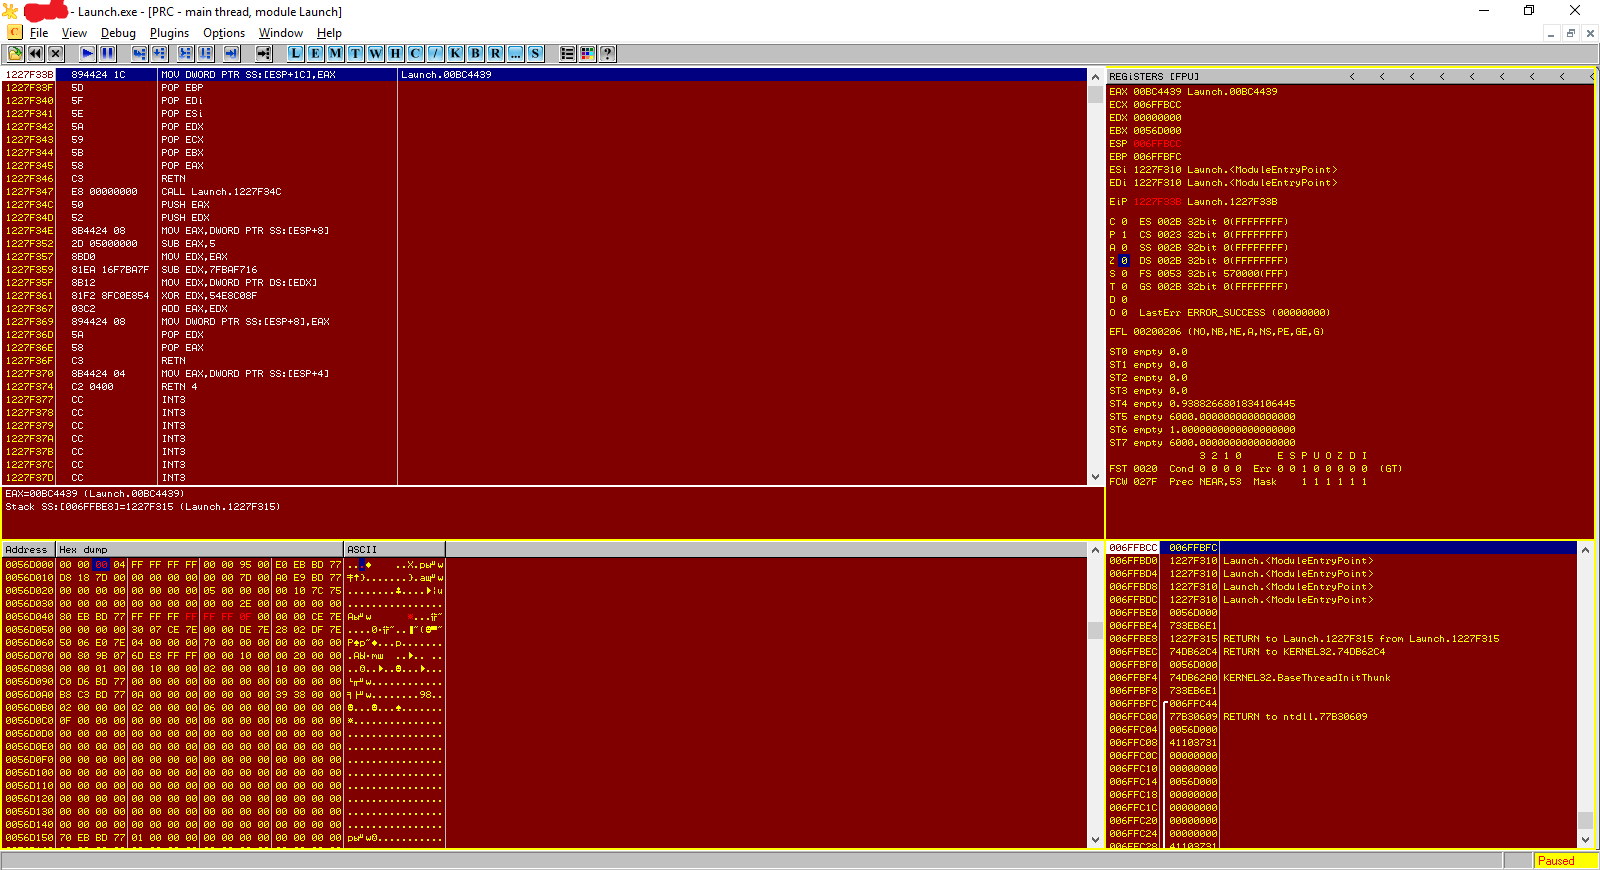 - Launch.exe - [PRC - main thread, module Launch]
C File View Debug Plugins Options Window Help
L E M T W H C / K B R ... S ?
1227F33B 894424 1C MOV DWORD PTR SS:[ESP+1C],EAX Launch.00BC4439
1227F33F 5D POP EBP
1227F340 5F POP EDi
1227F341 5E POP ESi
1227F342 5A POP EDX
1227F343 59 POP ECX
1227F344 5B POP EBX
1227F345 58 POP EAX
1227F346 C3 RETN
1227F347 E8 00000000 CALL Launch.1227F34C
1227F34C 50 PUSH EAX
1227F34D 52 PUSH EDX
1227F34E 8B4424 08 MOV EAX,DWORD PTR SS:[ESP+8]
1227F352 2D 05000000 SUB EAX,5
1227F357 8BD0 MOV EDX,EAX
1227F359 81EA 16F7BA7F SUB EDX,7FBAF716
1227F35F 8B12 MOV EDX,DWORD PTR DS:[EDX]
1227F361 81F2 8FC0E854 XOR EDX,54E8C08F
1227F367 03C2 ADD EAX,EDX
1227F369 894424 08 MOV DWORD PTR SS:[ESP+8],EAX
1227F36D 5A POP EDX
1227F36E 58 POP EAX
1227F36F C3 RETN
1227F370 8B4424 04 MOV EAX,DWORD PTR SS:[ESP+4]
1227F374 C2 0400 RETN 4
1227F377 CC INT3
1227F378 CC INT3
1227F379 CC INT3
1227F37A CC INT3
1227F37B CC INT3
1227F37C CC INT3
1227F37D CC INT3
EAX=00BC4439 (Launch.00BC4439)
Stack SS:[006FFBE8]=1227F315 (Launch.1227F315)
REGiSTERS [FPU] < < < < < < < < <
EAX 00BC4439 Launch.00BC4439
ECX 006FFBCC
EDX 00000000
EBX 0056D000
ESP 006FFBCC
EBP 006FFBFC
ESi 1227F310 Launch.<ModuleEntryPoint>
EDi 1227F310 Launch.<ModuleEntryPoint>
EiP 1227F33B Launch.1227F33B
C 0 ES 002B 32bit 0(FFFFFFFF)
P 1 CS 0023 32bit 0(FFFFFFFF)
A 0 SS 002B 32bit 0(FFFFFFFF)
Z 0 DS 002B 32bit 0(FFFFFFFF)
S 0 FS 0053 32bit 570000(FFF)
T 0 GS 002B 32bit 0(FFFFFFFF)
D 0
O 0 LastErr ERROR_SUCCESS (00000000)
EFL 00200206 (NO,NB,NE,A,NS,PE,GE,G)
ST0 empty 0.0
ST1 empty 0.0
ST2 empty 0.0
ST3 empty 0.0
ST4 empty 0.9388266801834106445
ST5 empty 6000.0000000000000000
ST6 empty 1.0000000000000000000
ST7 empty 6000.0000000000000000
3 2 1 0 E S P U O Z D I
FST 0020 Cond 0 0 0 0 Err 0 0 1 0 0 0 0 0 (GT)
FCW 027F Prec NEAR,53 Mask 1 1 1 1 1 1
Address Hex dump ASCII
0056D000 00 00 00 04 FF FF FF FF 00 00 95 00 E0 EB BD 77
0056D010 D8 18 7D 00 00 00 00 00 00 00 7D 00 A0 E9 BD 77
0056D020 00 00 00 00 00 00 00 00 05 00 00 00 00 10 7C 75
0056D030 00 00 00 00 00 00 00 00 00 00 2E 00 00 00 00 00
0056D040 80 EB BD 77 FF FF FF FF FF FF FF 0F 00 00 CE 7E
0056D050 00 00 00 00 30 07 CE 7E 00 00 DE 7E 28 02 DF 7E
0056D060 50 06 E0 7E 04 00 00 00 70 00 00 00 00 00 00 00
0056D070 00 80 9B 07 6D E8 FF FF 00 00 10 00 00 20 00 00
0056D080 00 00 01 00 00 10 00 00 02 00 00 00 10 00 00 00
0056D090 C0 D6 BD 77 00 00 00 00 00 00 00 00 00 00 00 00
0056D0A0 B8 C3 BD 77 0A 00 00 00 00 00 00 00 39 38 00 00
0056D0B0 02 00 00 00 02 00 00 00 06 00 00 00 00 00 00 00
0056D0C0 0F 00 00 00 00 00 00 00 00 00 00 00 00 00 00 00
0056D0D0 00 00 00 00 00 00 00 00 00 00 00 00 00 00 00 00
0056D0E0 00 00 00 00 00 00 00 00 00 00 00 00 00 00 00 00
0056D0F0 00 00 00 00 00 00 00 00 00 00 00 00 00 00 00 00
0056D100 00 00 00 00 00 00 00 00 00 00 00 00 00 00 00 00
0056D110 00 00 00 00 00 00 00 00 00 00 00 00 00 00 00 00
0056D120 00 00 00 00 00 00 00 00 00 00 00 00 00 00 00 00
0056D130 00 00 00 00 00 00 00 00 00 00 00 00 00 00 00 00
0056D140 00 00 00 00 00 00 00 00 00 00 00 00 00 00 00 00
0056D150 70 EB BD 77 01 00 00 00 00 00 00 00 00 00 00 00
006FFBCC 006FFBFC
006FFBD0 1227F310 Launch.<ModuleEntryPoint>
006FFBD4 1227F310 Launch.<ModuleEntryPoint>
006FFBD8 1227F310 Launch.<ModuleEntryPoint>
006FFBDC 1227F310 Launch.<ModuleEntryPoint>
006FFBE0 0056D000
006FFBE4 733EB6E1
006FFBE8 1227F315 RETURN to Launch.1227F315 from Launch.1227F315
006FFBEC 74DB62C4 RETURN to KERNEL32.74DB62C4
006FFBF0 0056D000
006FFBF4 74DB62A0 KERNEL32.BaseThreadInitThunk
006FFBF8 733EB6E1
006FFBFC 006FFC44
006FFC00 77B30609 RETURN to ntdll.77B30609
006FFC04 0056D000
006FFC08 41103731
006FFC0C 00000000
006FFC10 00000000
006FFC14 0056D000
006FFC18 00000000
006FFC1C 00000000
006FFC20 00000000
006FFC24 00000000
006FFC28 41103731
Paused